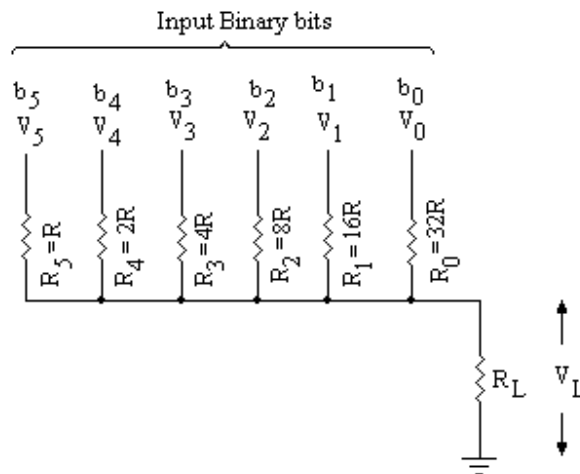 Input Binary bits
b5 b4 b3 b2 b1 b0
V5 V4 V3 V2 V1 V0
R5 =R R4 =2R R3 =4R R2 =8R R1 =16R R0 =32R
RL VL